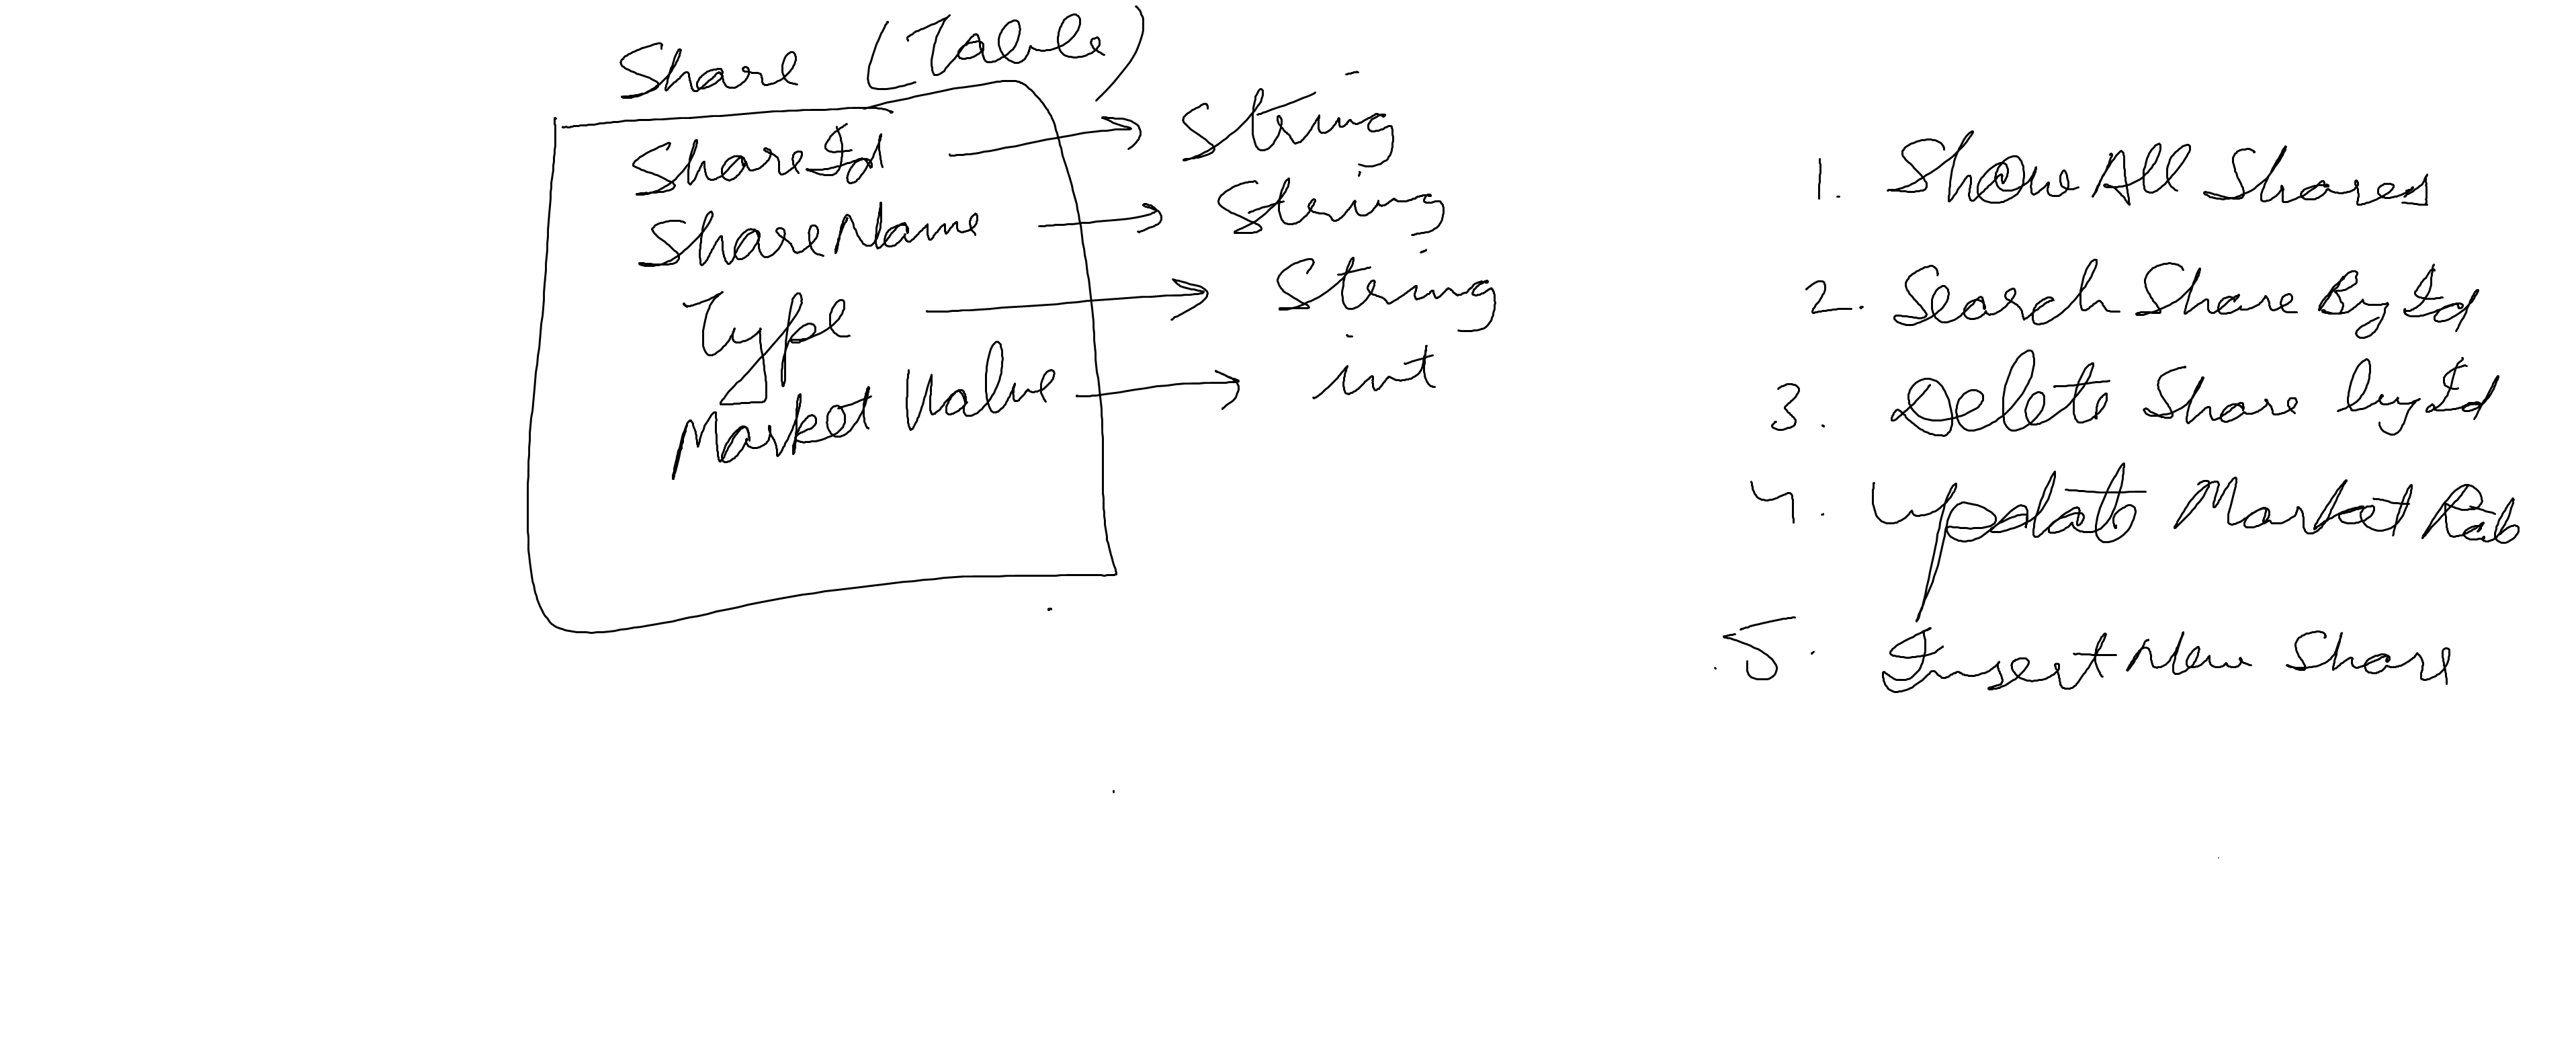 Share (Table)
ShareId → String
ShareName → String
Type → String
Market Value → int
1. Show All Shares
2. Search Share By Id
3. Delete Share by Id
4. Update Market Rate
5. Insert New Share